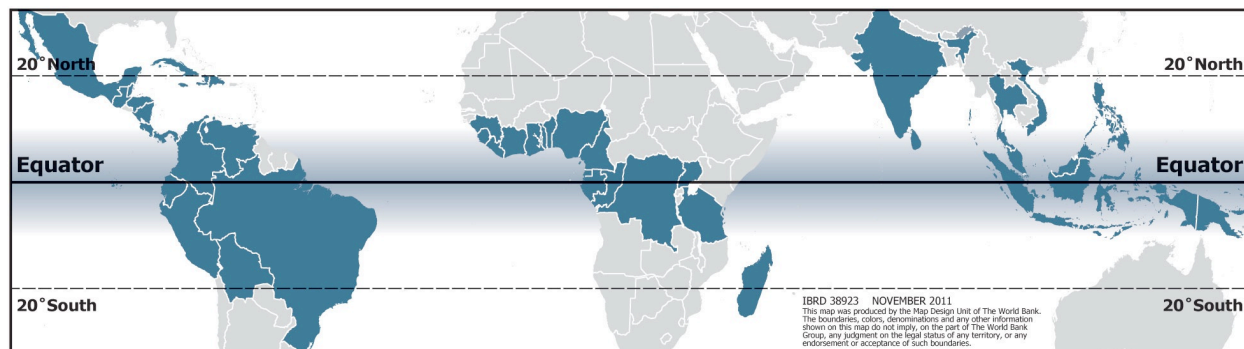 20°North
20°North
Equator
Equator
20°South
20°South
IBRD 38923 NOVEMBER 2011
This map was produced by the Map Design Unit of The World Bank.
The boundaries, colors, denominations and any other information
shown on this map do not imply, on the part of The World Bank
Group, any judgment on the legal status of any territory, or any
endorsement or acceptance of such boundaries.